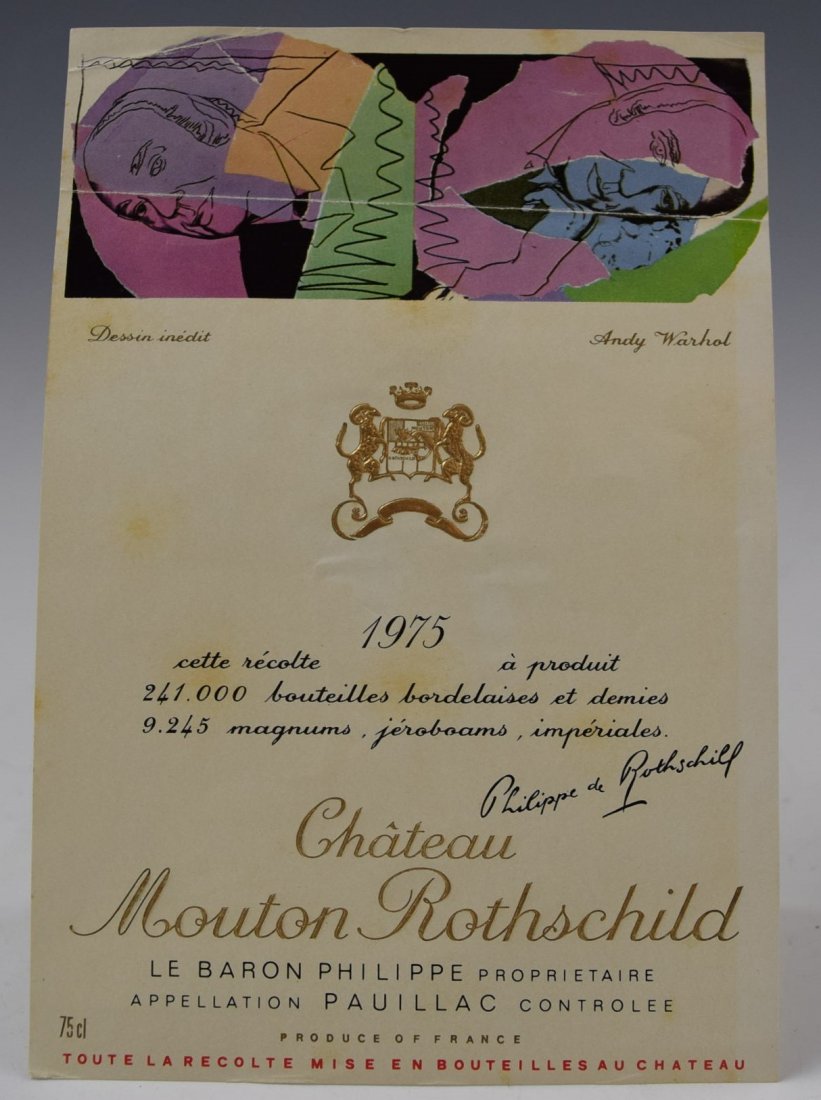 Dessin inédit Andy Warhol
1975
cette récolte à produit
241.000 bouteilles bordelaises et demies
9.245 magnums, jéroboams, impériales.
Philippe de Rothschild
Château
Mouton Rothschild
LE BARON PHILIPPE PROPRIETAIRE
APPELLATION PAUILLAC CONTROLEE
75 cl
PRODUCE OF FRANCE
TOUTE LA RECOLTE MISE EN BOUTEILLES AU CHATEAU